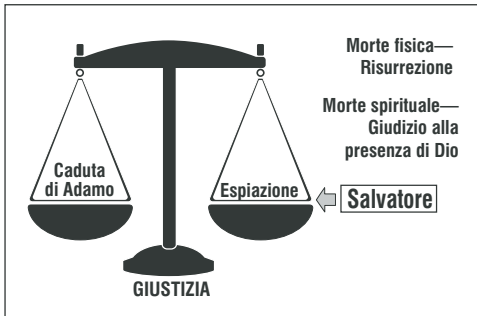 Morte fisica—
Risurrezione
Morte spirituale—
Giudizio alla
presenza di Dio
Caduta
di Adamo
Espiazione
Salvatore
GIUSTIZIA